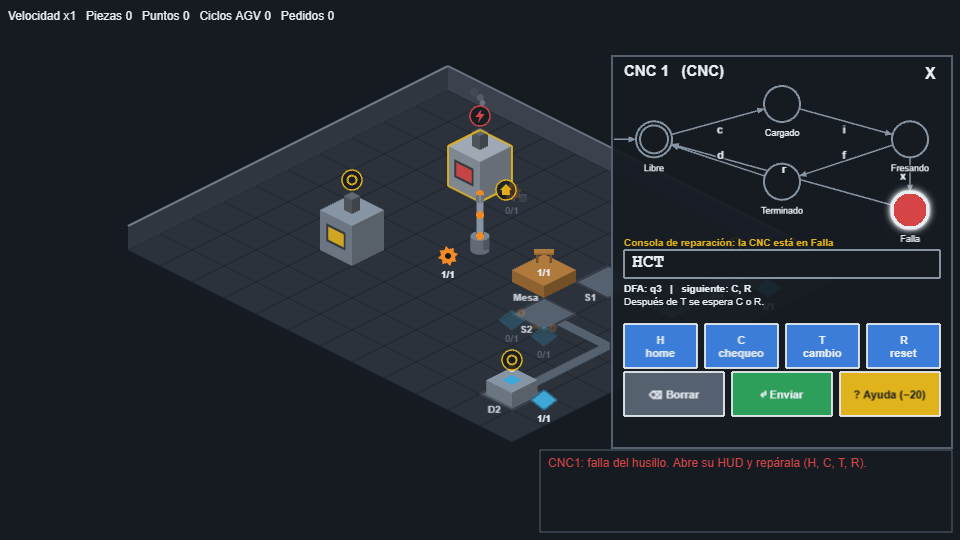 Velocidad x1 Piezas 0 Puntos 0 Ciclos AGV 0 Pedidos 0
CNC 1 (CNC)
X
Cargado
c
i
Libre
d
f
r
Fresando
x
Terminado
Falla
Consola de reparación: la CNC está en Falla
HCT
DFA: q3 | siguiente: C, R
Después de T se espera C o R.
H
home
C
chequeo
T
cambio
R
reset
⌫ Borrar
↵ Enviar
? Ayuda (−20)
0/1
1/1
1/1
Mesa
S1
S2
0/1
0/1
0/1
D2
1/1
CNC1: falla del husillo. Abre su HUD y repárala (H, C, T, R).